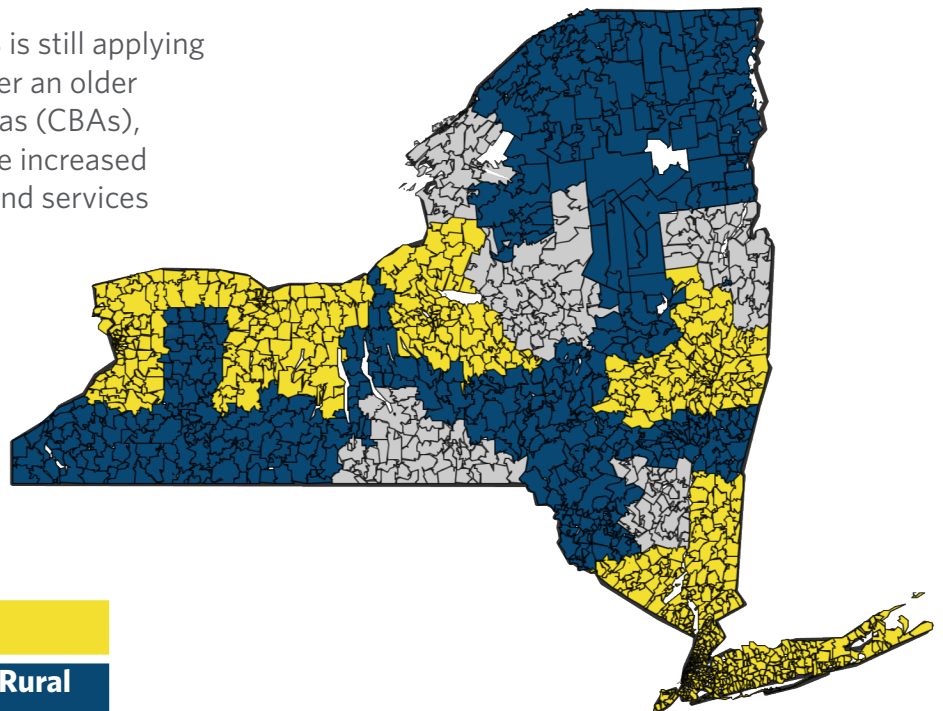 is still applying
er an older
as (CBAs),
e increased
nd services
Rural